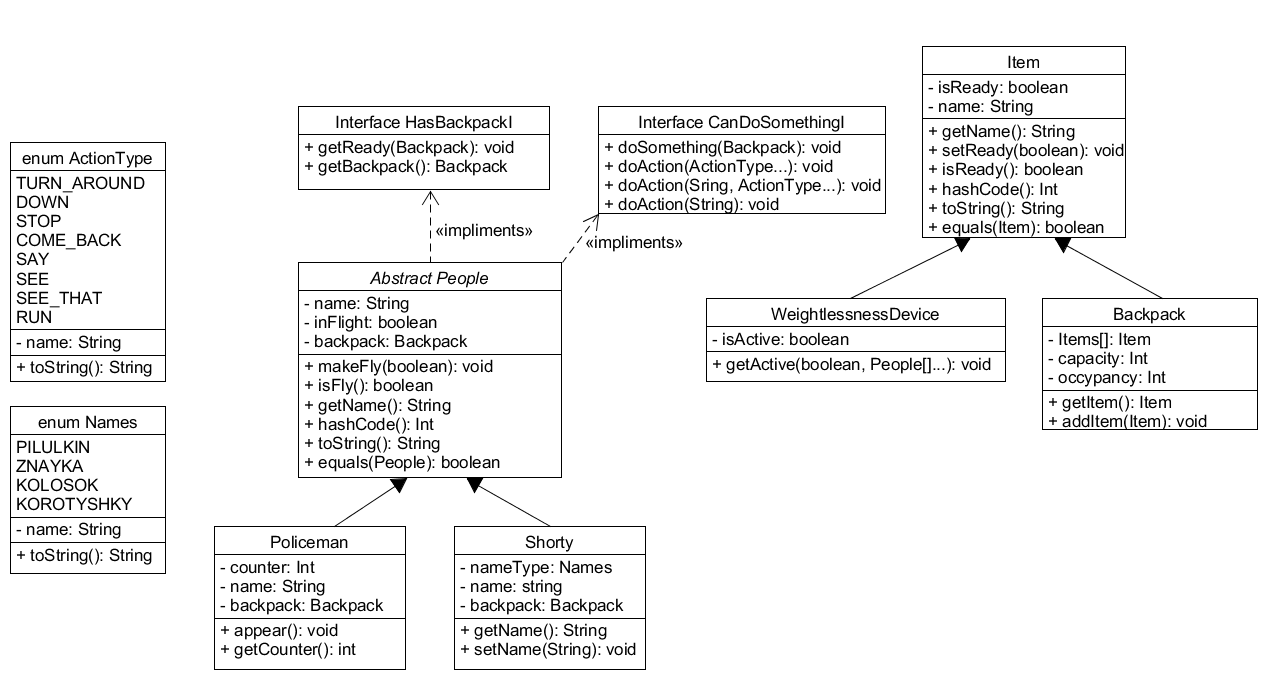 enum ActionType
TURN_AROUND
DOWN
STOP
COME_BACK
SAY
SEE
SEE_THAT
RUN
- name: String
+ toString(): String
enum Names
PILULKIN
ZNAYKA
KOLOSOK
KOROTYSHKY
- name: String
+ toString(): String
Interface HasBackpackI
+ getReady(Backpack): void
+ getBackpack(): Backpack
Interface CanDoSomethingI
+ doSomething(Backpack): void
+ doAction(ActionType...): void
+ doAction(Sring, ActionType...): void
+ doAction(String): void
«impliments»
«impliments»
Abstract People
- name: String
- inFlight: boolean
- backpack: Backpack
+ makeFly(boolean): void
+ isFly(): boolean
+ getName(): String
+ hashCode(): Int
+ toString(): String
+ equals(People): boolean
Policeman
- counter: Int
- name: String
- backpack: Backpack
+ appear(): void
+ getCounter(): int
Shorty
- nameType: Names
- name: string
- backpack: Backpack
+ getName(): String
+ setName(String): void
Item
- isReady: boolean
- name: String
+ getName(): String
+ setReady(boolean): void
+ isReady(): boolean
+ hashCode(): Int
+ toString(): String
+ equals(Item): boolean
WeightlessnessDevice
- isActive: boolean
+ getActive(boolean, People[]...): void
Backpack
- Items[]: Item
- capacity: Int
- occypancy: Int
+ getItem(): Item
+ addItem(Item): void